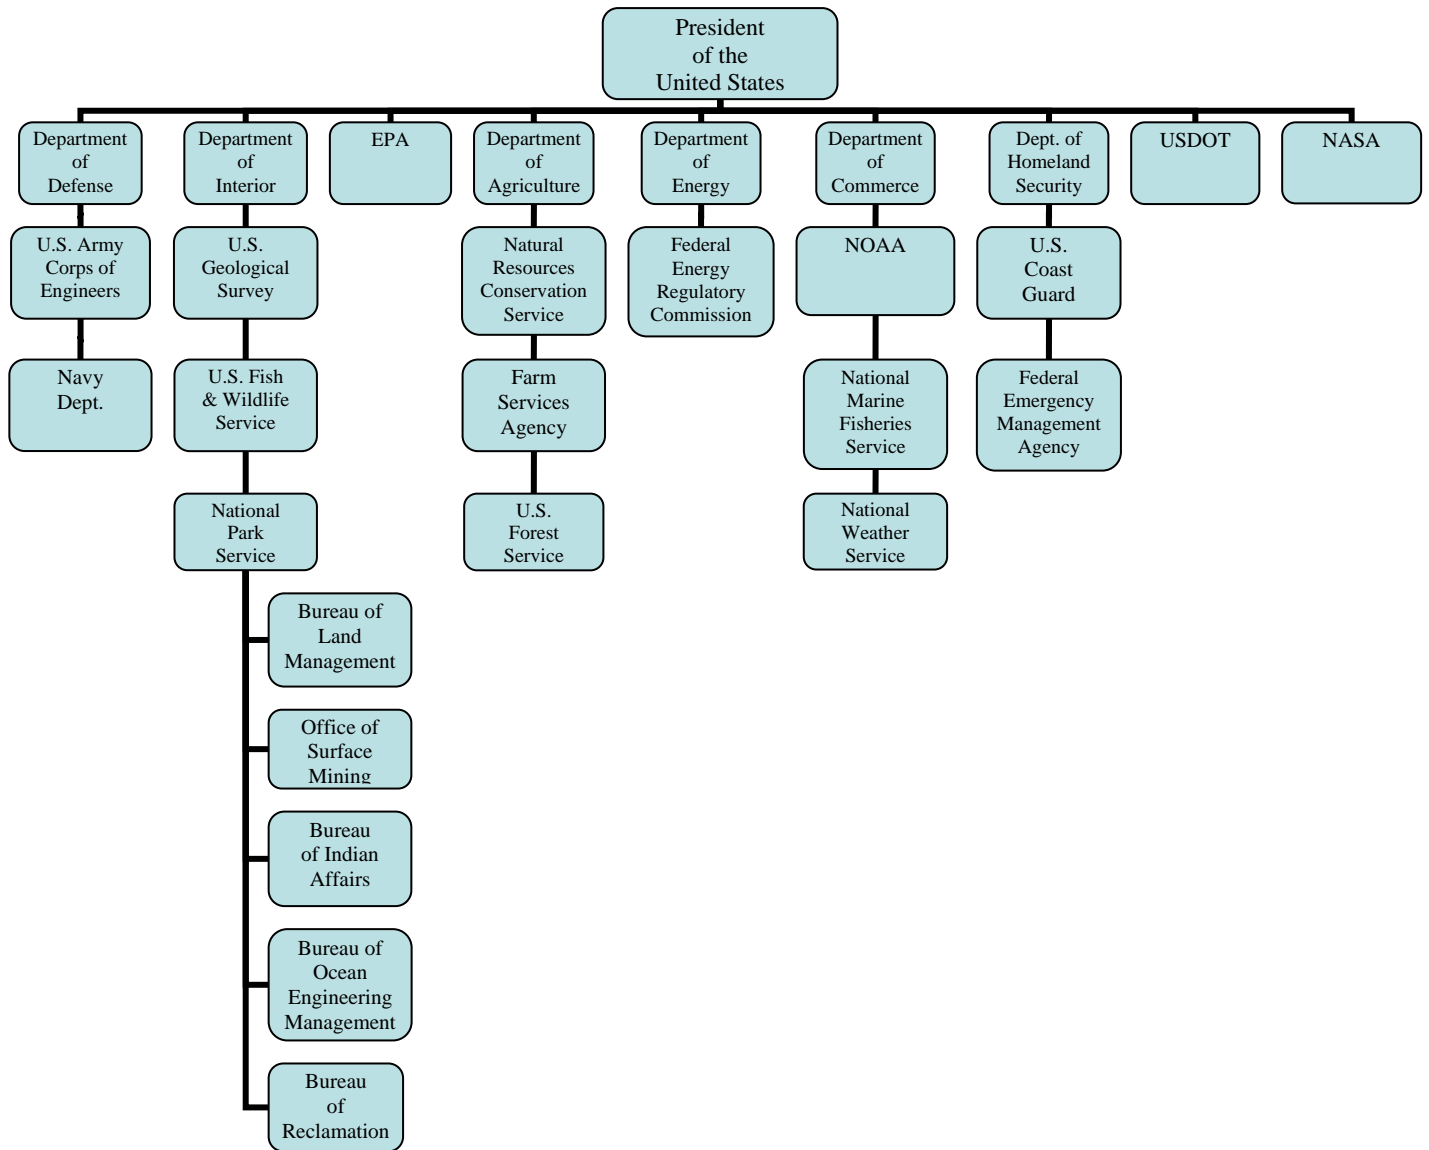 President
of the
United States
Department
of
Defense
Department
of
Interior
EPA
Department
of
Agriculture
Department
of
Energy
Department
of
Commerce
Dept. of
Homeland
Security
USDOT
NASA
U.S. Army
Corps of
Engineers
U.S.
Geological
Survey
Natural
Resources
Conservation
Service
Federal
Energy
Regulatory
Commission
NOAA
U.S.
Coast
Guard
Navy
Dept.
U.S. Fish
& Wildlife
Service
Farm
Services
Agency
National
Marine
Fisheries
Service
Federal
Emergency
Management
Agency
National
Park
Service
U.S.
Forest
Service
National
Weather
Service
Bureau of
Land
Management
Office of
Surface
Mining
Bureau
of Indian
Affairs
Bureau of
Ocean
Engineering
Management
Bureau
of
Reclamation